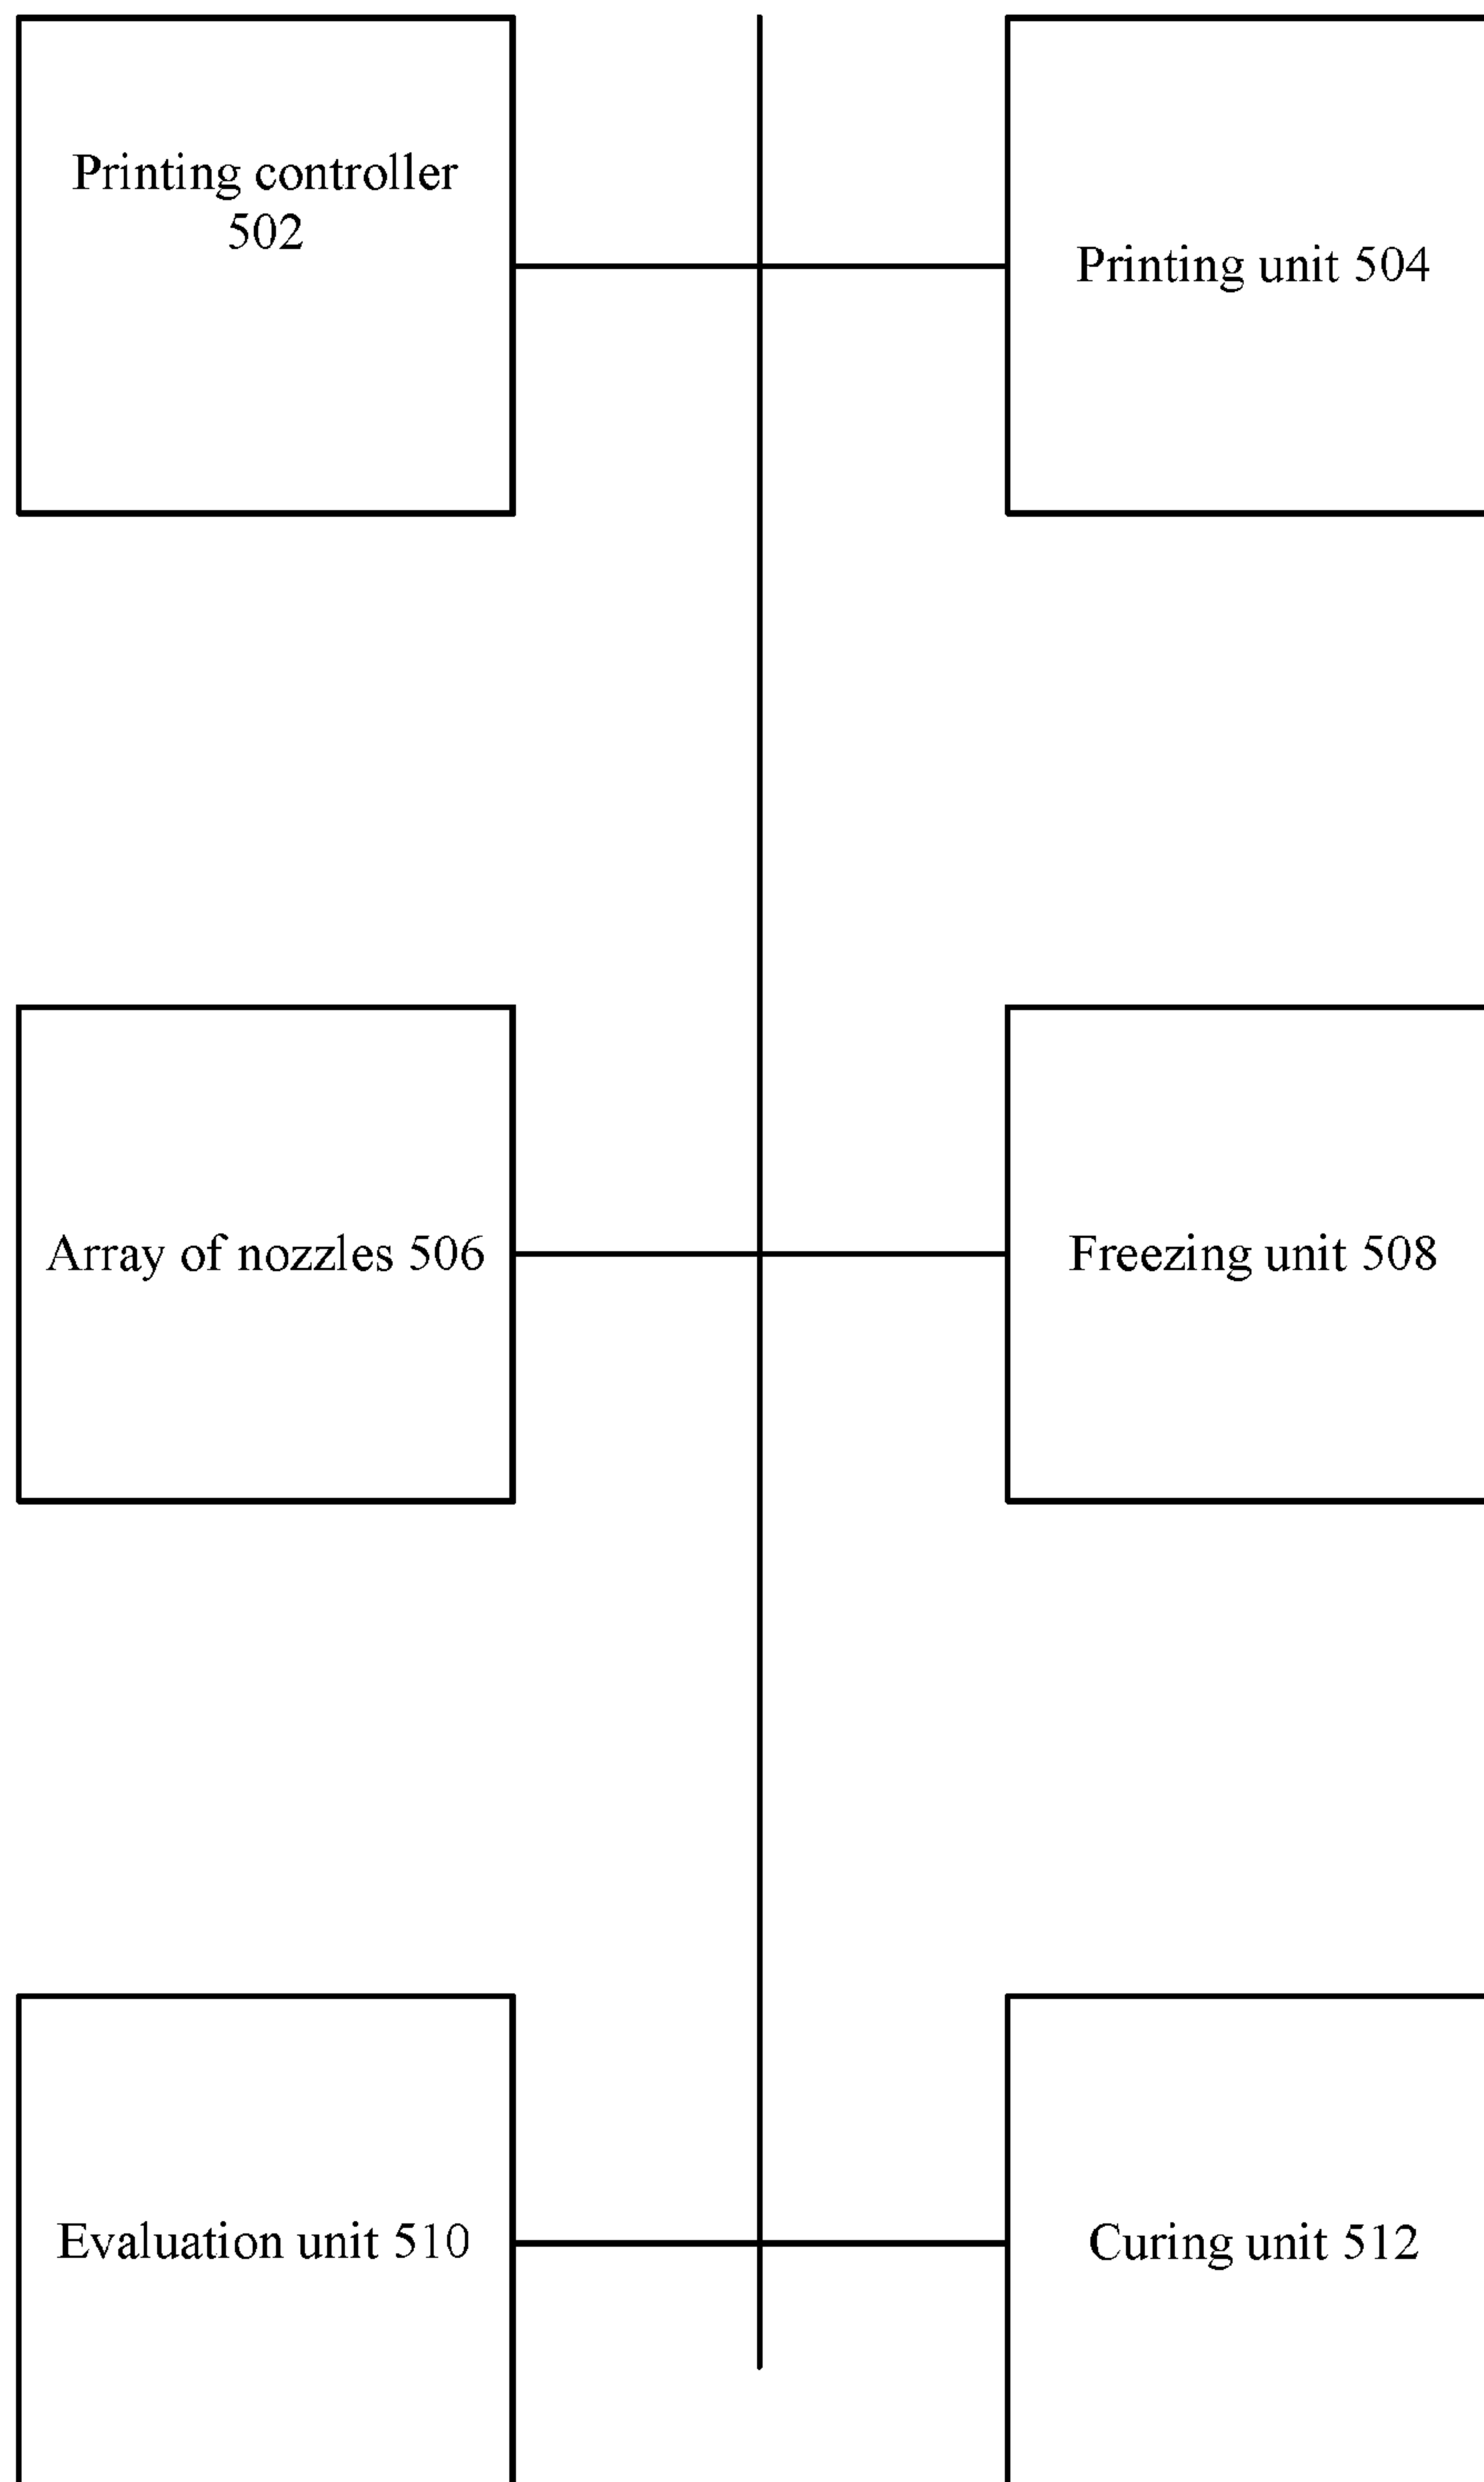 Printing controller
502
Printing unit 504
Array of nozzles 506
Freezing unit 508
Evaluation unit 510
Curing unit 512